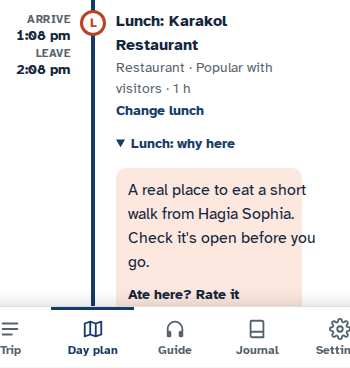 ARRIVE
1:08 pm
LEAVE
2:08 pm
L
Lunch: Karakol
Restaurant
Restaurant · Popular with
visitors · 1 h
Change lunch
▼ Lunch: why here
A real place to eat a short
walk from Hagia Sophia.
Check it's open before you
go.
Ate here? Rate it
Trip
Day plan
Guide
Journal
Settin